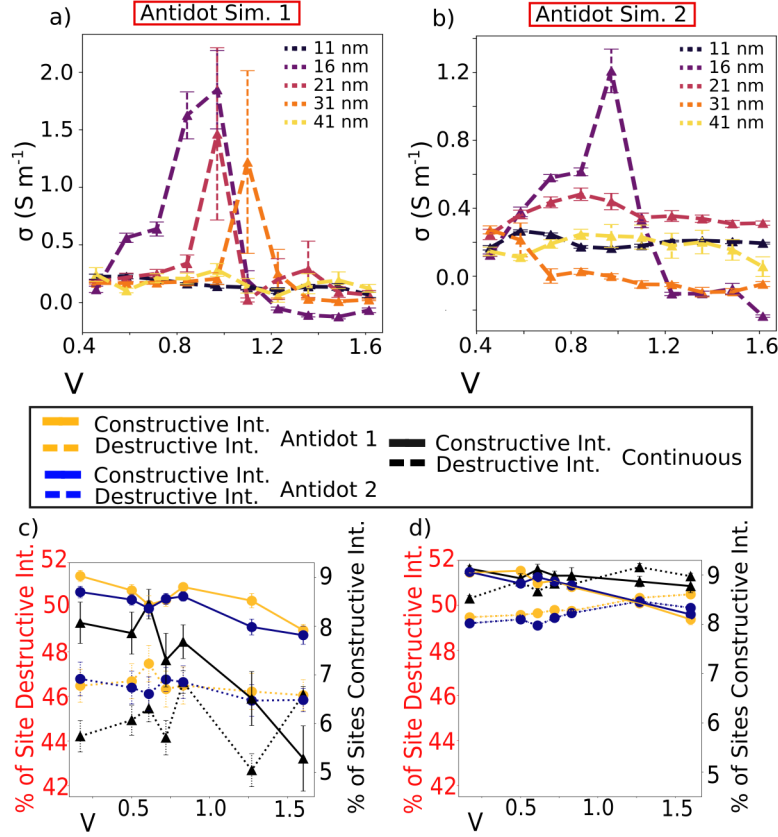 a)
Antidot Sim. 1
b)
Antidot Sim. 2
2.0
1.5
1.0
0.5
0.0
σ (S m⁻¹)
11 nm
16 nm
21 nm
31 nm
41 nm
0.4
0.8
1.2
1.6
V
1.2
0.8
0.4
0.0
σ (S m⁻¹)
11 nm
16 nm
21 nm
31 nm
41 nm
0.4
0.8
1.2
1.6
V
Constructive Int.
Destructive Int.
Antidot 1
Constructive Int.
Destructive Int.
Antidot 2
Constructive Int.
Destructive Int.
Continuous
c)
% of Site Destructive Int.
52
50
48
46
44
42
9
8
7
6
5
% of Sites Constructive Int.
0.5
1.0
1.5
V
d)
% of Site Destructive Int.
52
50
48
46
44
42
9
8
7
6
5
% of Sites Constructive Int.
0.5
1.0
1.5
V